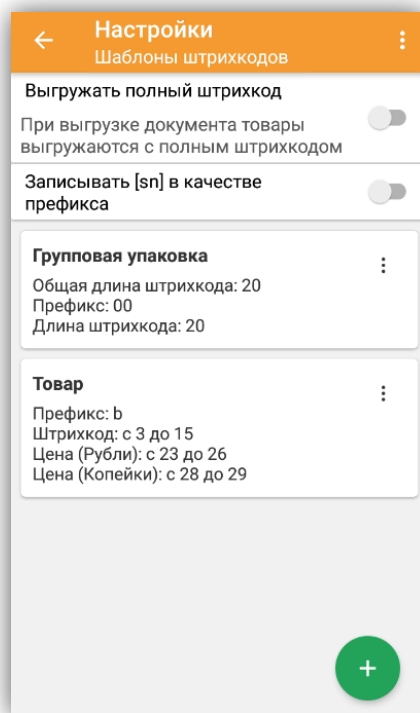 Настройки
Шаблоны штрихкодов
Выгружать полный штрихкод
При выгрузке документа товары
выгружаются с полным штрихкодом
Записывать [sn] в качестве
префикса
Групповая упаковка
Общая длина штрихкода: 20
Префикс: 00
Длина штрихкода: 20
Товар
Префикс: b
Штрихкод: с 3 до 15
Цена (Рубли): с 23 до 26
Цена (Копейки): с 28 до 29